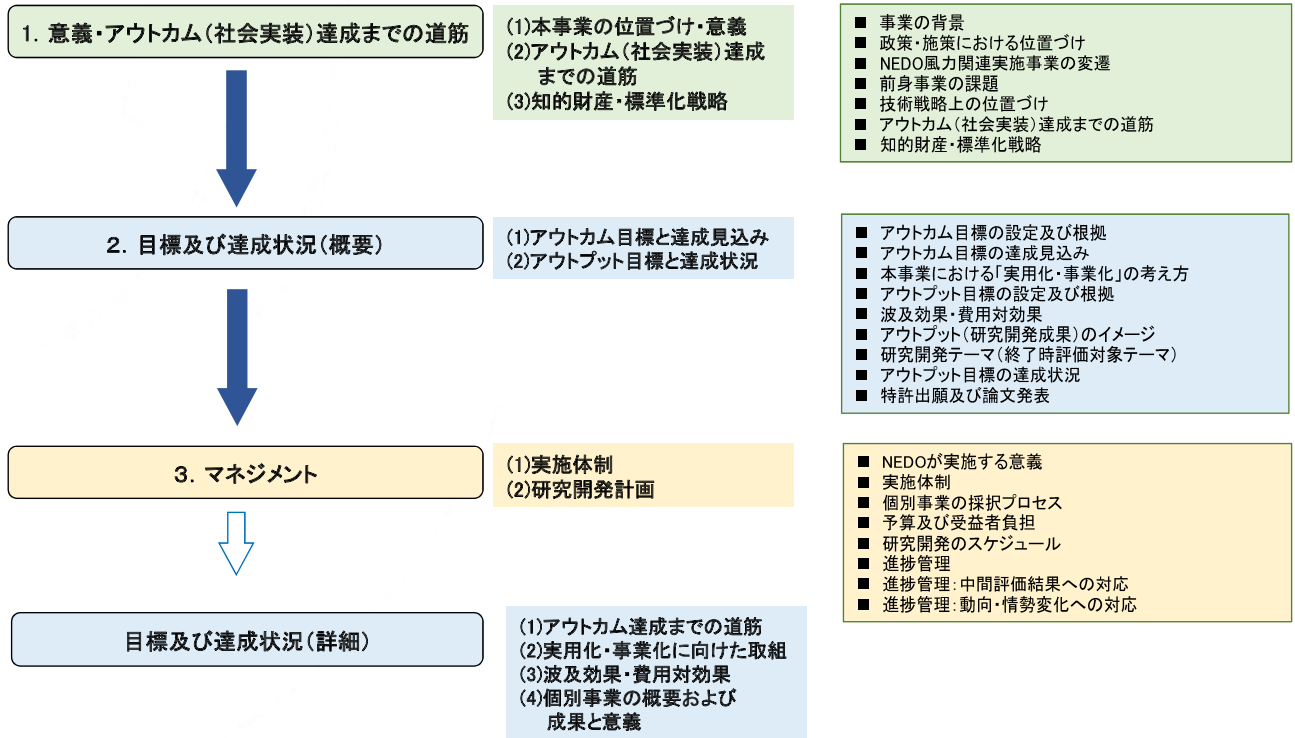 1. 意義・アウトカム(社会実装)達成までの道筋
(1)本事業の位置づけ・意義
(2)アウトカム(社会実装)達成
までの道筋
(3)知的財産・標準化戦略
■ 事業の背景
■ 政策・施策における位置づけ
■ NEDO風力関連実施事業の変遷
■ 前身事業の課題
■ 技術戦略上の位置づけ
■ アウトカム(社会実装)達成までの道筋
■ 知的財産・標準化戦略
2. 目標及び達成状況(概要)
(1)アウトカム目標と達成見込み
(2)アウトプット目標と達成状況
■ アウトカム目標の設定及び根拠
■ アウトカム目標の達成見込み
■ 本事業における「実用化・事業化」の考え方
■ アウトプット目標の設定及び根拠
■ 波及効果・費用対効果
■ アウトプット(研究開発成果)のイメージ
■ 研究開発テーマ(終了時評価対象テーマ)
■ アウトプット目標の達成状況
■ 特許出願及び論文発表
3. マネジメント
(1)実施体制
(2)研究開発計画
■ NEDOが実施する意義
■ 実施体制
■ 個別事業の採択プロセス
■ 予算及び受益者負担
■ 研究開発のスケジュール
■ 進捗管理
■ 進捗管理:中間評価結果への対応
■ 進捗管理:動向・情勢変化への対応
目標及び達成状況(詳細)
(1)アウトカム達成までの道筋
(2)実用化・事業化に向けた取組
(3)波及効果・費用対効果
(4)個別事業の概要および
成果と意義